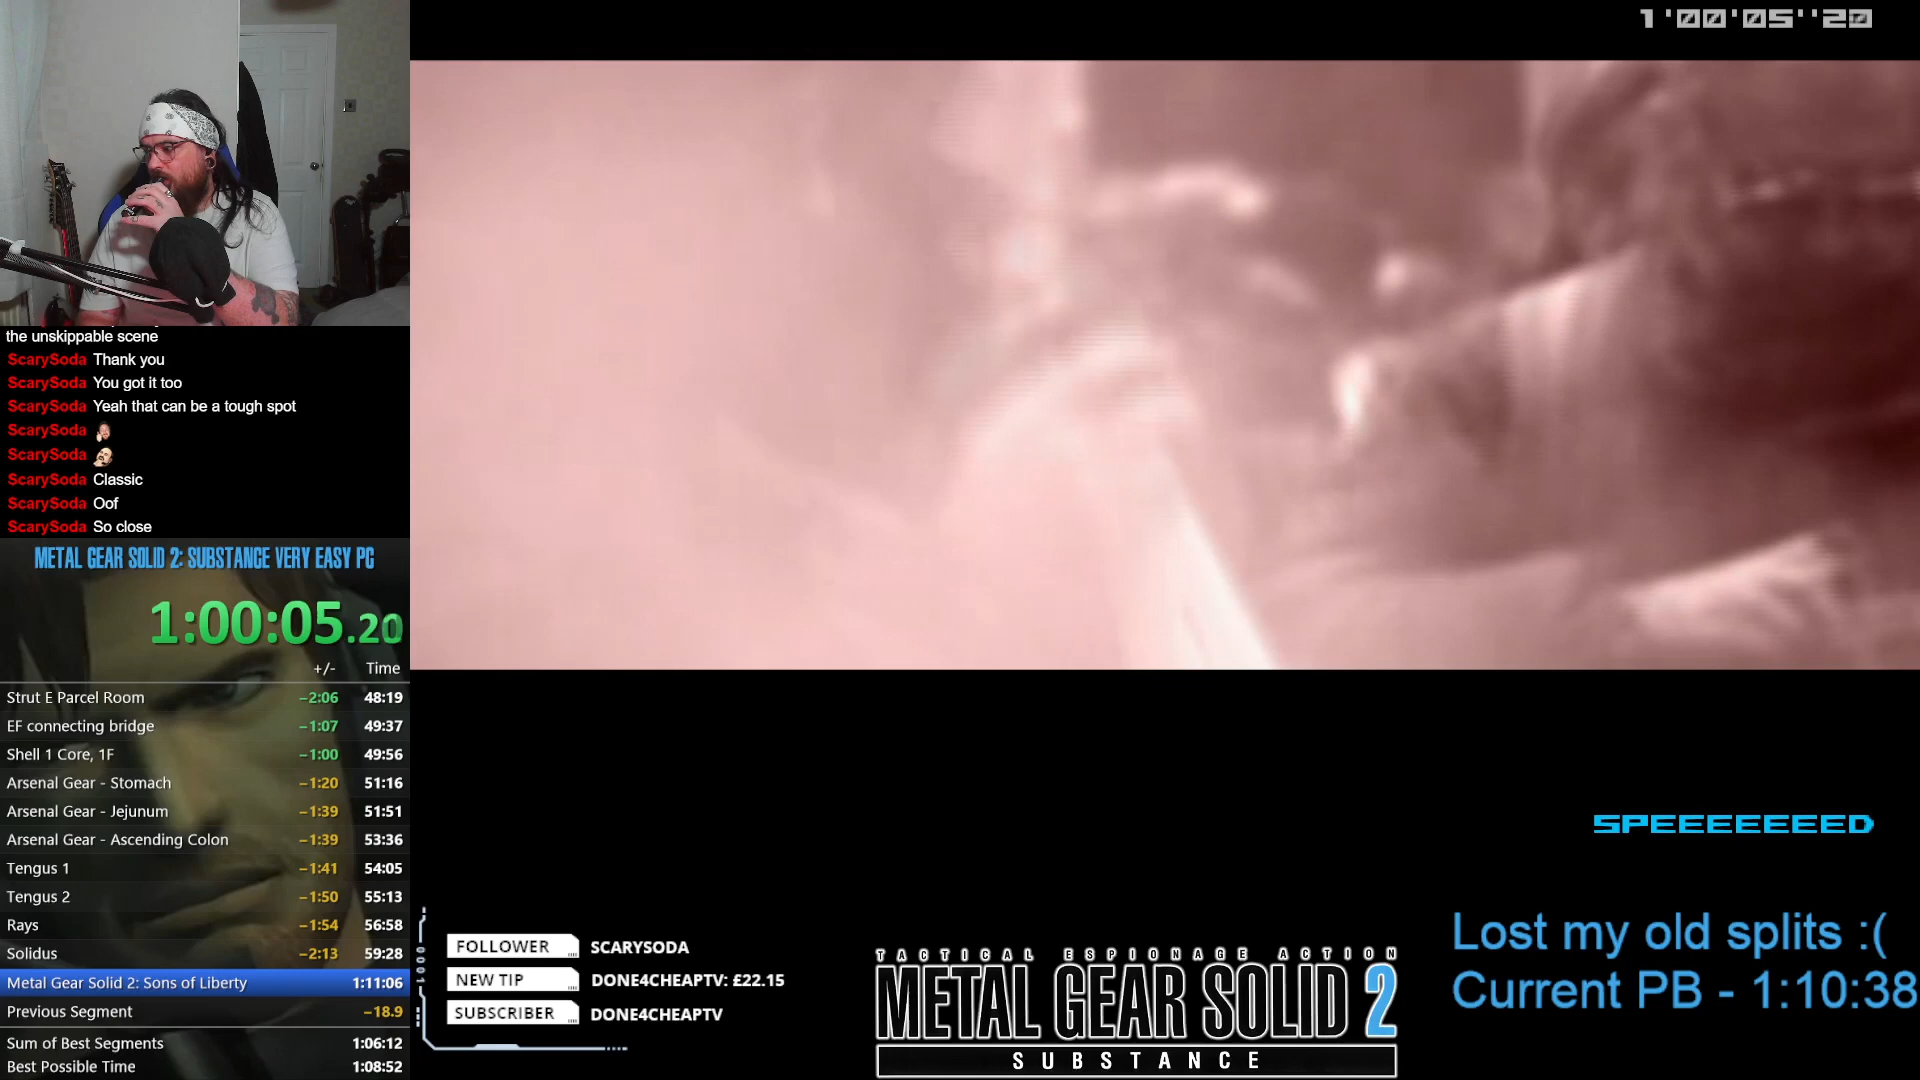 1'00'05''20
the unskippable scene
ScarySoda Thank you
ScarySoda You got it too
ScarySoda Yeah that can be a tough spot
ScarySoda
ScarySoda
ScarySoda Classic
ScarySoda Oof
ScarySoda So close
METAL GEAR SOLID 2: SUBSTANCE VERY EASY PC
1:00:05.20
+/- Time
Strut E Parcel Room −2:06 48:19
EF connecting bridge −1:07 49:37
Shell 1 Core, 1F −1:00 49:56
Arsenal Gear - Stomach −1:20 51:16
Arsenal Gear - Jejunum −1:39 51:51
Arsenal Gear - Ascending Colon −1:39 53:36
Tengus 1 −1:41 54:05
Tengus 2 −1:50 55:13
Rays −1:54 56:58
Solidus −2:13 59:28
Metal Gear Solid 2: Sons of Liberty 1:11:06
Previous Segment −18.9
Sum of Best Segments 1:06:12
Best Possible Time 1:08:52
FOLLOWER SCARYSODA
NEW TIP DONE4CHEAPTV: £22.15
SUBSCRIBER DONE4CHEAPTV
TACTICAL ESPIONAGE ACTION
METAL GEAR SOLID 2
SUBSTANCE
SPEEEEEEED
Lost my old splits :(
Current PB - 1:10:38